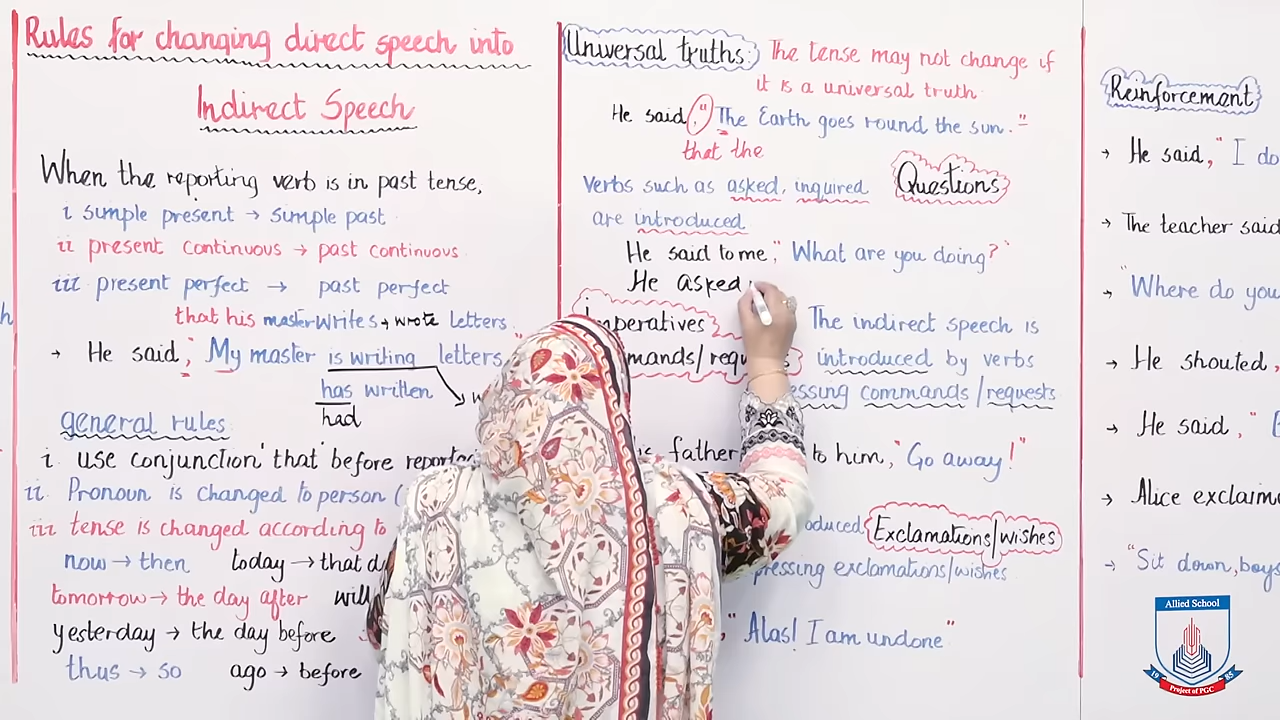 Rules for changing direct speech into
Indirect Speech
When the reporting verb is in past tense,
i simple present → simple past
ii present continuous → past continuous
iii present perfect → past perfect
that his master writes → wrote letters
→ He said, "My master is writing letters"
has written
had
general rules
i. use conjunction 'that' before
ii. Pronoun is changed to person (
iii tense is changed according to
now → then today → that
tomorrow → the day after will
yesterday → the day before
thus → so ago → before
Universal truths: The tense may not change if
it is a universal truth
He said, "The Earth goes round the sun."
that the
Verbs such as asked, inquired Questions
are introduced
He said to me, "What are you doing?"
He asked
Imperatives The indirect speech is
introduced by verbs
commands/requests
father to him, "Go away!"
Exclamations/wishes
exclamations/wishes
"Alas! I am undone"
Reinforcement
→ He said, "I do
→ The teacher said
→ "Where do you
→ He shouted,
→ He said, "
→ Alice
→ "Sit down, boys
Allied School
19 85
Project of PGC